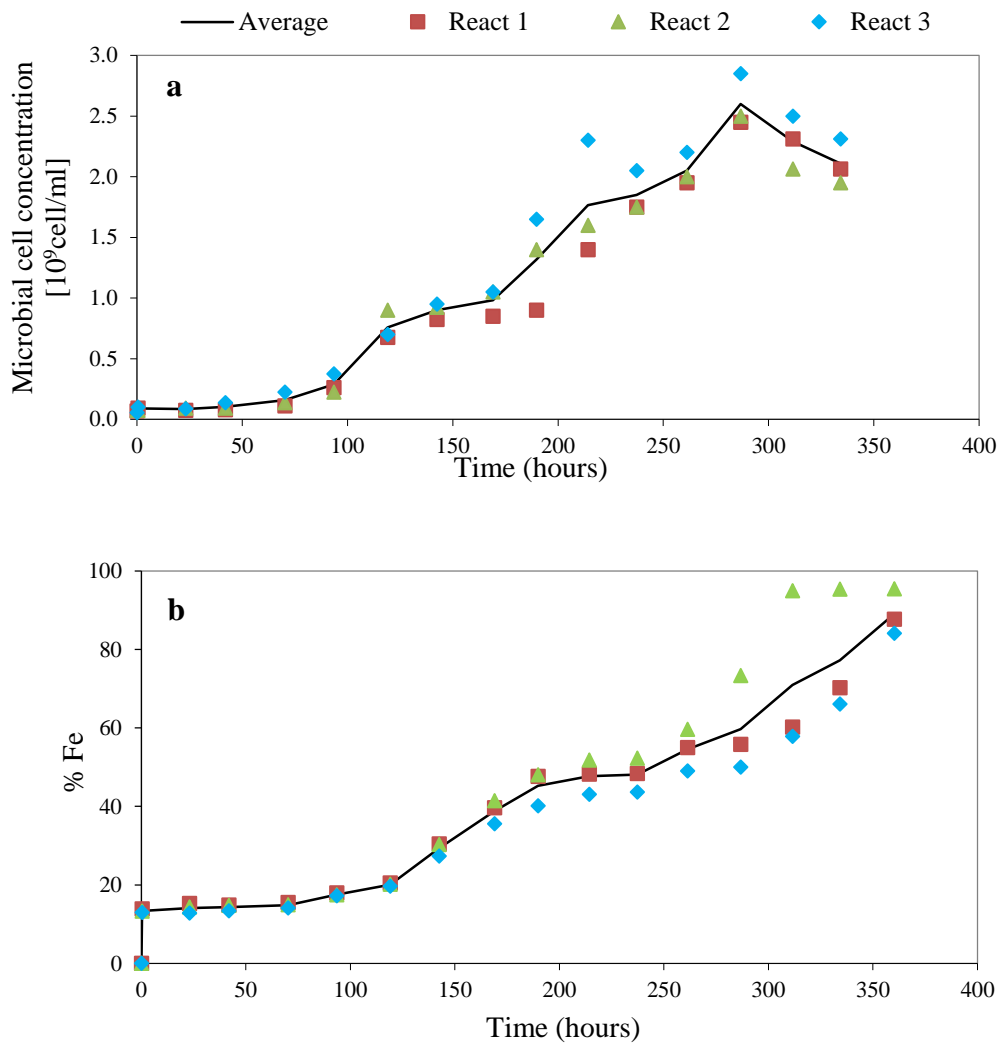 Average React 1 React 2 React 3
a
Microbial cell concentration
[10⁹cell/ml]
3.0
2.5
2.0
1.5
1.0
0.5
0.0
0 50 100 150 200 250 300 350 400
Time (hours)
b
% Fe
100
80
60
40
20
0
0 50 100 150 200 250 300 350 400
Time (hours)